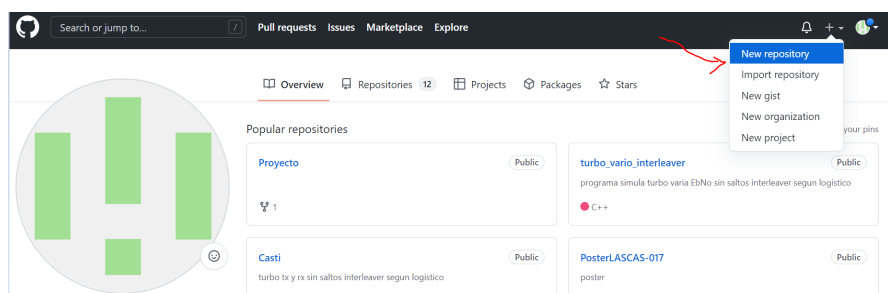 Search or jump to... /
Pull requests Issues Marketplace Explore
New repository
Import repository
New gist
New organization
New project
Overview Repositories 12 Projects Packages Stars
Popular repositories
your pins
Proyecto Public
1
turbo_vario_interleaver Public
programa simula turbo varia EbNo sin saltos interleaver segun logistico
C++
Casti Public
turbo tx y rx sin saltos interleaver segun logistico
PosterLASCAS-017 Public
poster